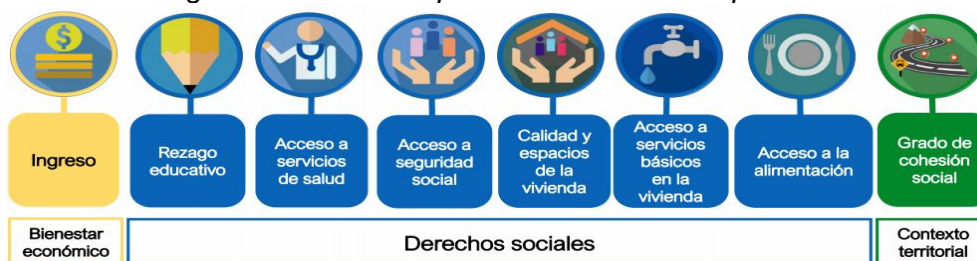 $
Ingreso
Rezago
educativo
Acceso a
servicios
de salud
Acceso a
seguridad
social
Calidad y
espacios
de la
vivienda
Acceso a
servicios
básicos
en la
vivienda
Acceso a la
alimentación
Grado de
cohesión
social
Bienestar
económico
Derechos sociales
Contexto
territorial